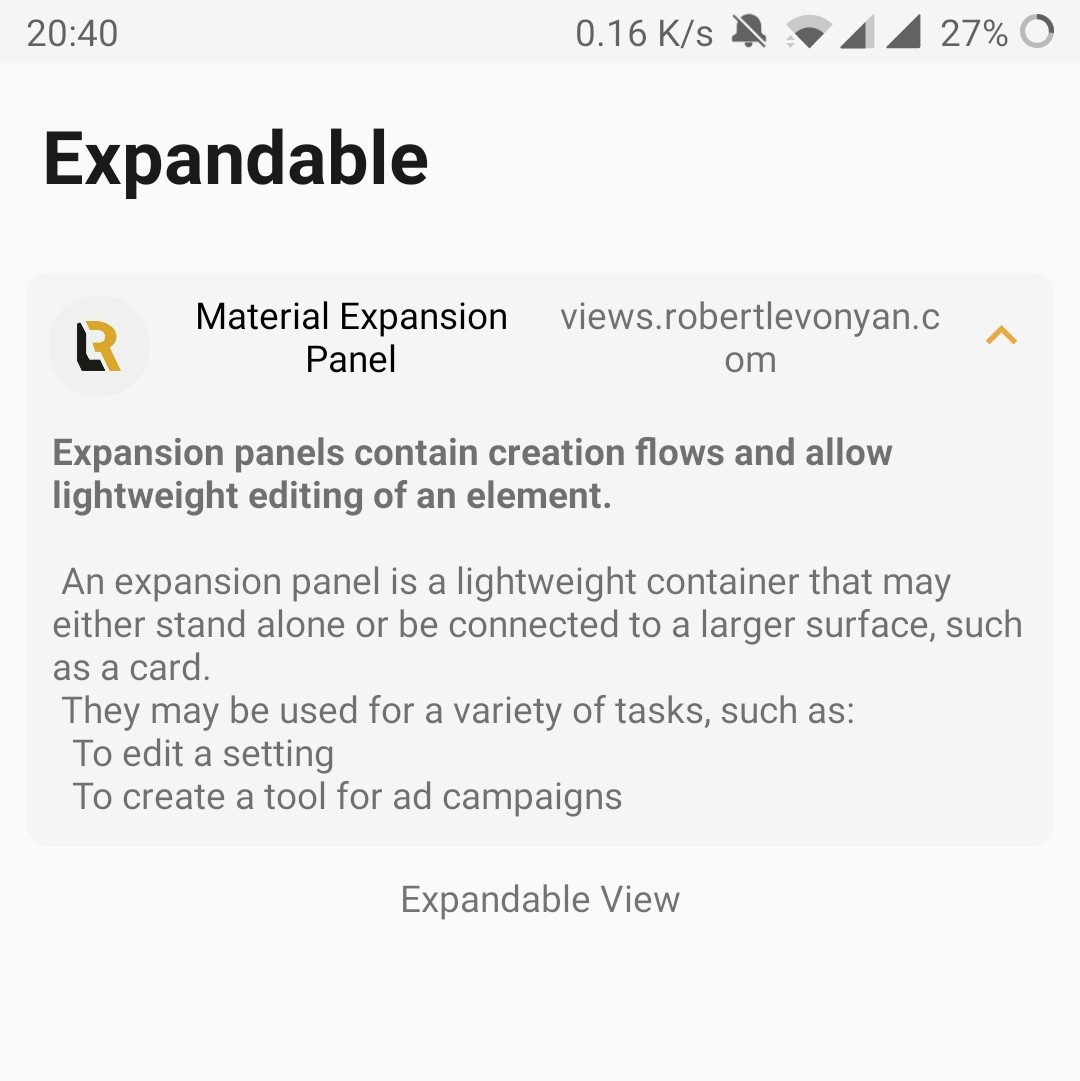 20:40 0.16 K/s 27%
Expandable
Material Expansion views.robertlevonyan.c
Panel om
Expansion panels contain creation flows and allow
lightweight editing of an element.
An expansion panel is a lightweight container that may
either stand alone or be connected to a larger surface, such
as a card.
They may be used for a variety of tasks, such as:
To edit a setting
To create a tool for ad campaigns
Expandable View